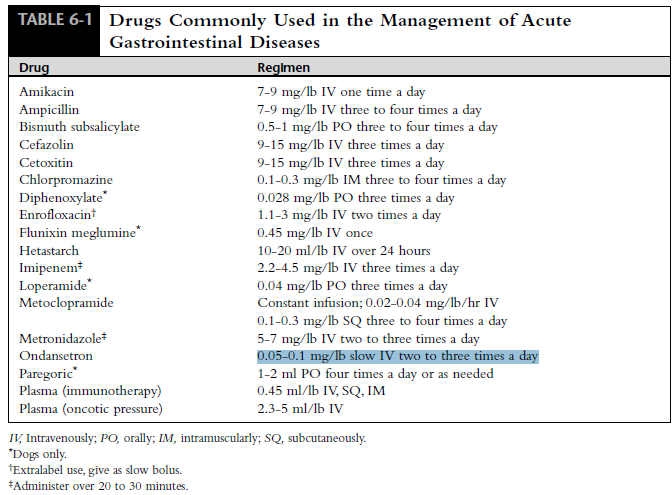 TABLE 6-1 Drugs Commonly Used in the Management of Acute
Gastrointestinal Diseases
Drug Regimen
Amikacin 7-9 mg/lb IV one time a day
Ampicillin 7-9 mg/lb IV three to four times a day
Bismuth subsalicylate 0.5-1 mg/lb PO three to four times a day
Cefazolin 9-15 mg/lb IV three times a day
Cetoxitin 9-15 mg/lb IV three times a day
Chlorpromazine 0.1-0.3 mg/lb IM three to four times a day
Diphenoxylate* 0.028 mg/lb PO three times a day
Enrofloxacin† 1.1-3 mg/lb IV two times a day
Flunixin meglumine* 0.45 mg/lb IV once
Hetastarch 10-20 ml/lb IV over 24 hours
Imipenem‡ 2.2-4.5 mg/lb IV three times a day
Loperamide* 0.04 mg/lb PO three times a day
Metoclopramide Constant infusion; 0.02-0.04 mg/lb/hr IV
0.1-0.3 mg/lb SQ three to four times a day
Metronidazole‡ 5-7 mg/lb IV two to three times a day
Ondansetron 0.05-0.1 mg/lb slow IV two to three times a day
Paregoric* 1-2 ml PO four times a day or as needed
Plasma (immunotherapy) 0.45 ml/lb IV, SQ, IM
Plasma (oncotic pressure) 2.3-5 ml/lb IV
IV, Intravenously; PO, orally; IM, intramuscularly; SQ, subcutaneously.
*Dogs only.
†Extralabel use, give as slow bolus.
‡Administer over 20 to 30 minutes.